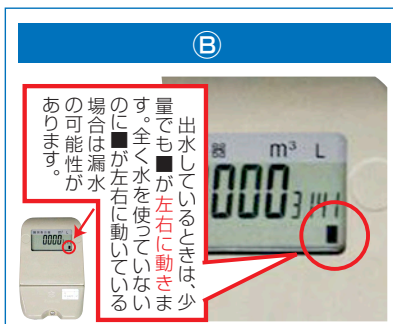 Ⓑ
出水しているときは、少
量でも■が左右に動きま
す。全く水を使っていない
のに■が左右に動いている
場合は漏水
の可能性が
あります。
器 m³ L
0003141
0000